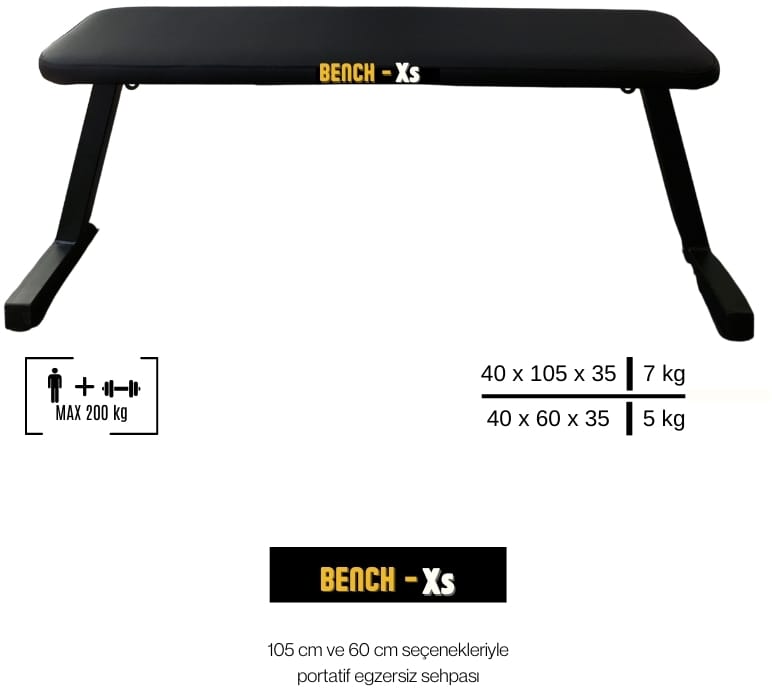 BENCH - Xs
40 x 105 x 35 | 7 kg
40 x 60 x 35 | 5 kg
+
MAX 200 kg
BENCH - Xs
105 cm ve 60 cm seçenekleriyle
portatif egzersiz sehpası